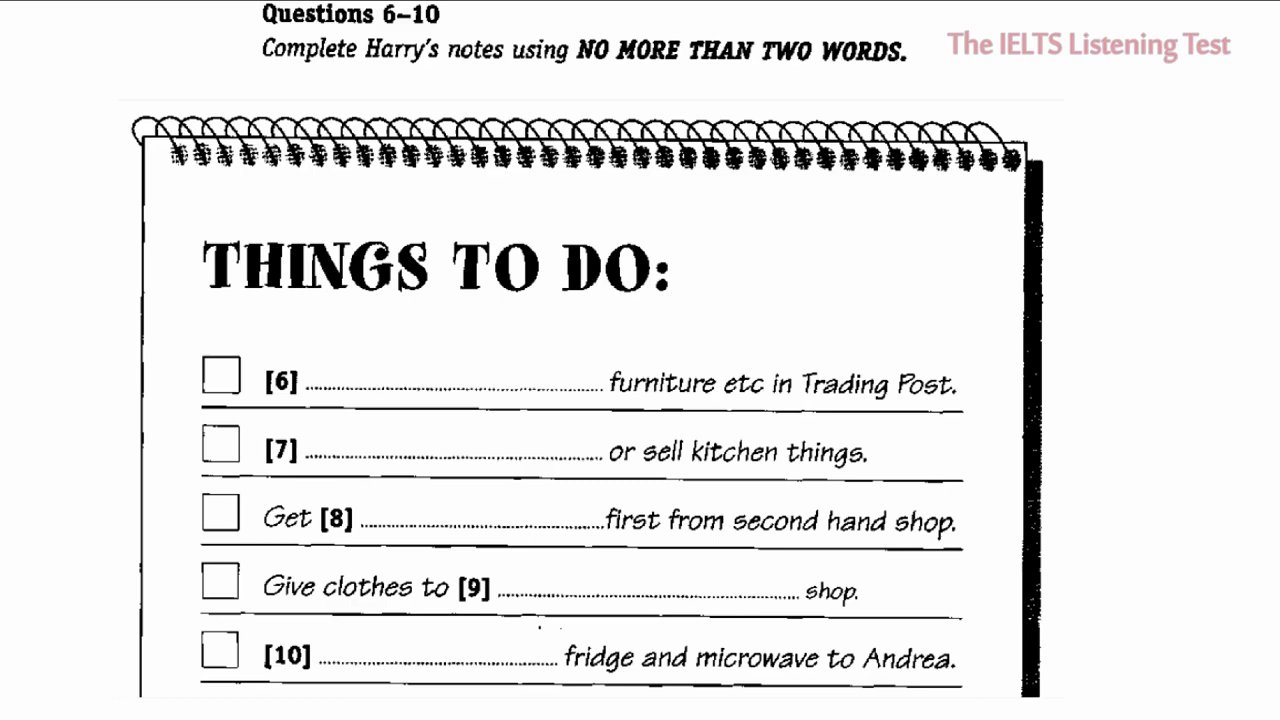 Questions 6–10
Complete Harry's notes using NO MORE THAN TWO WORDS.
The IELTS Listening Test
THINGS TO DO:
[6] ........................................ furniture etc in Trading Post.
[7] ........................................ or sell kitchen things.
Get [8] ................................first from second hand shop.
Give clothes to [9] ........................................ shop.
[10] ................................ fridge and microwave to Andrea.